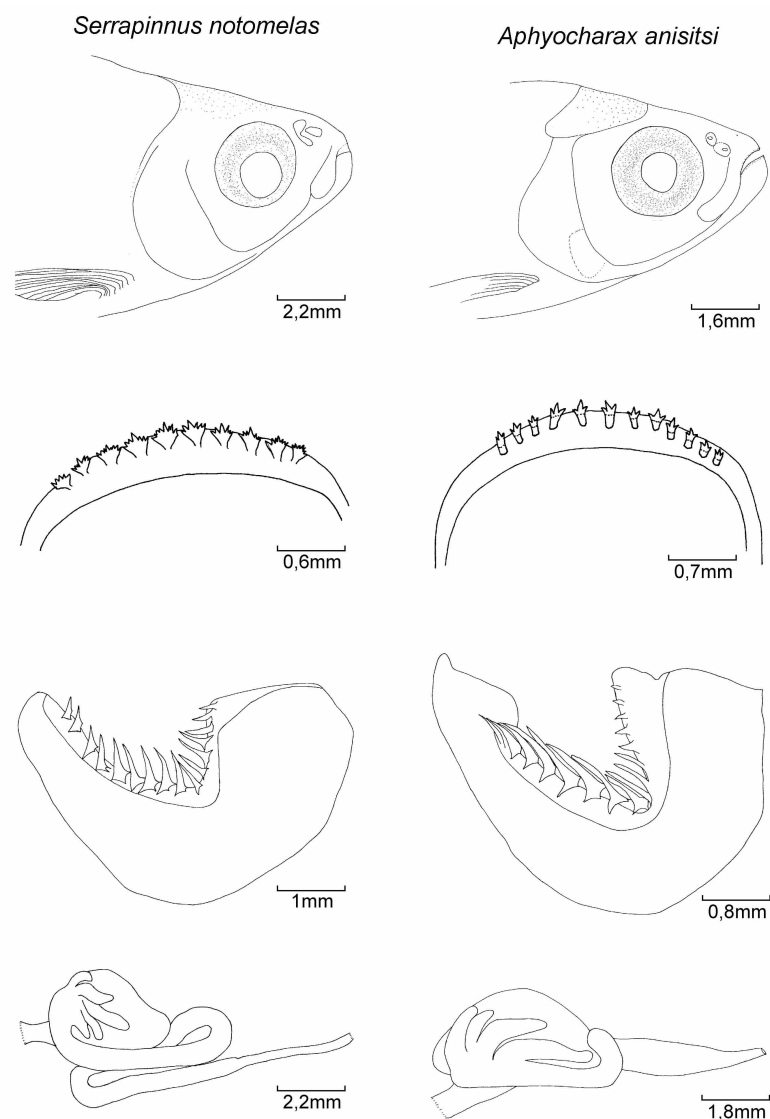 Serrapinnus notomelas
Aphyocharax anisitsi
2,2mm
1,6mm
0,6mm
0,7mm
1mm
0,8mm
2,2mm
1,8mm